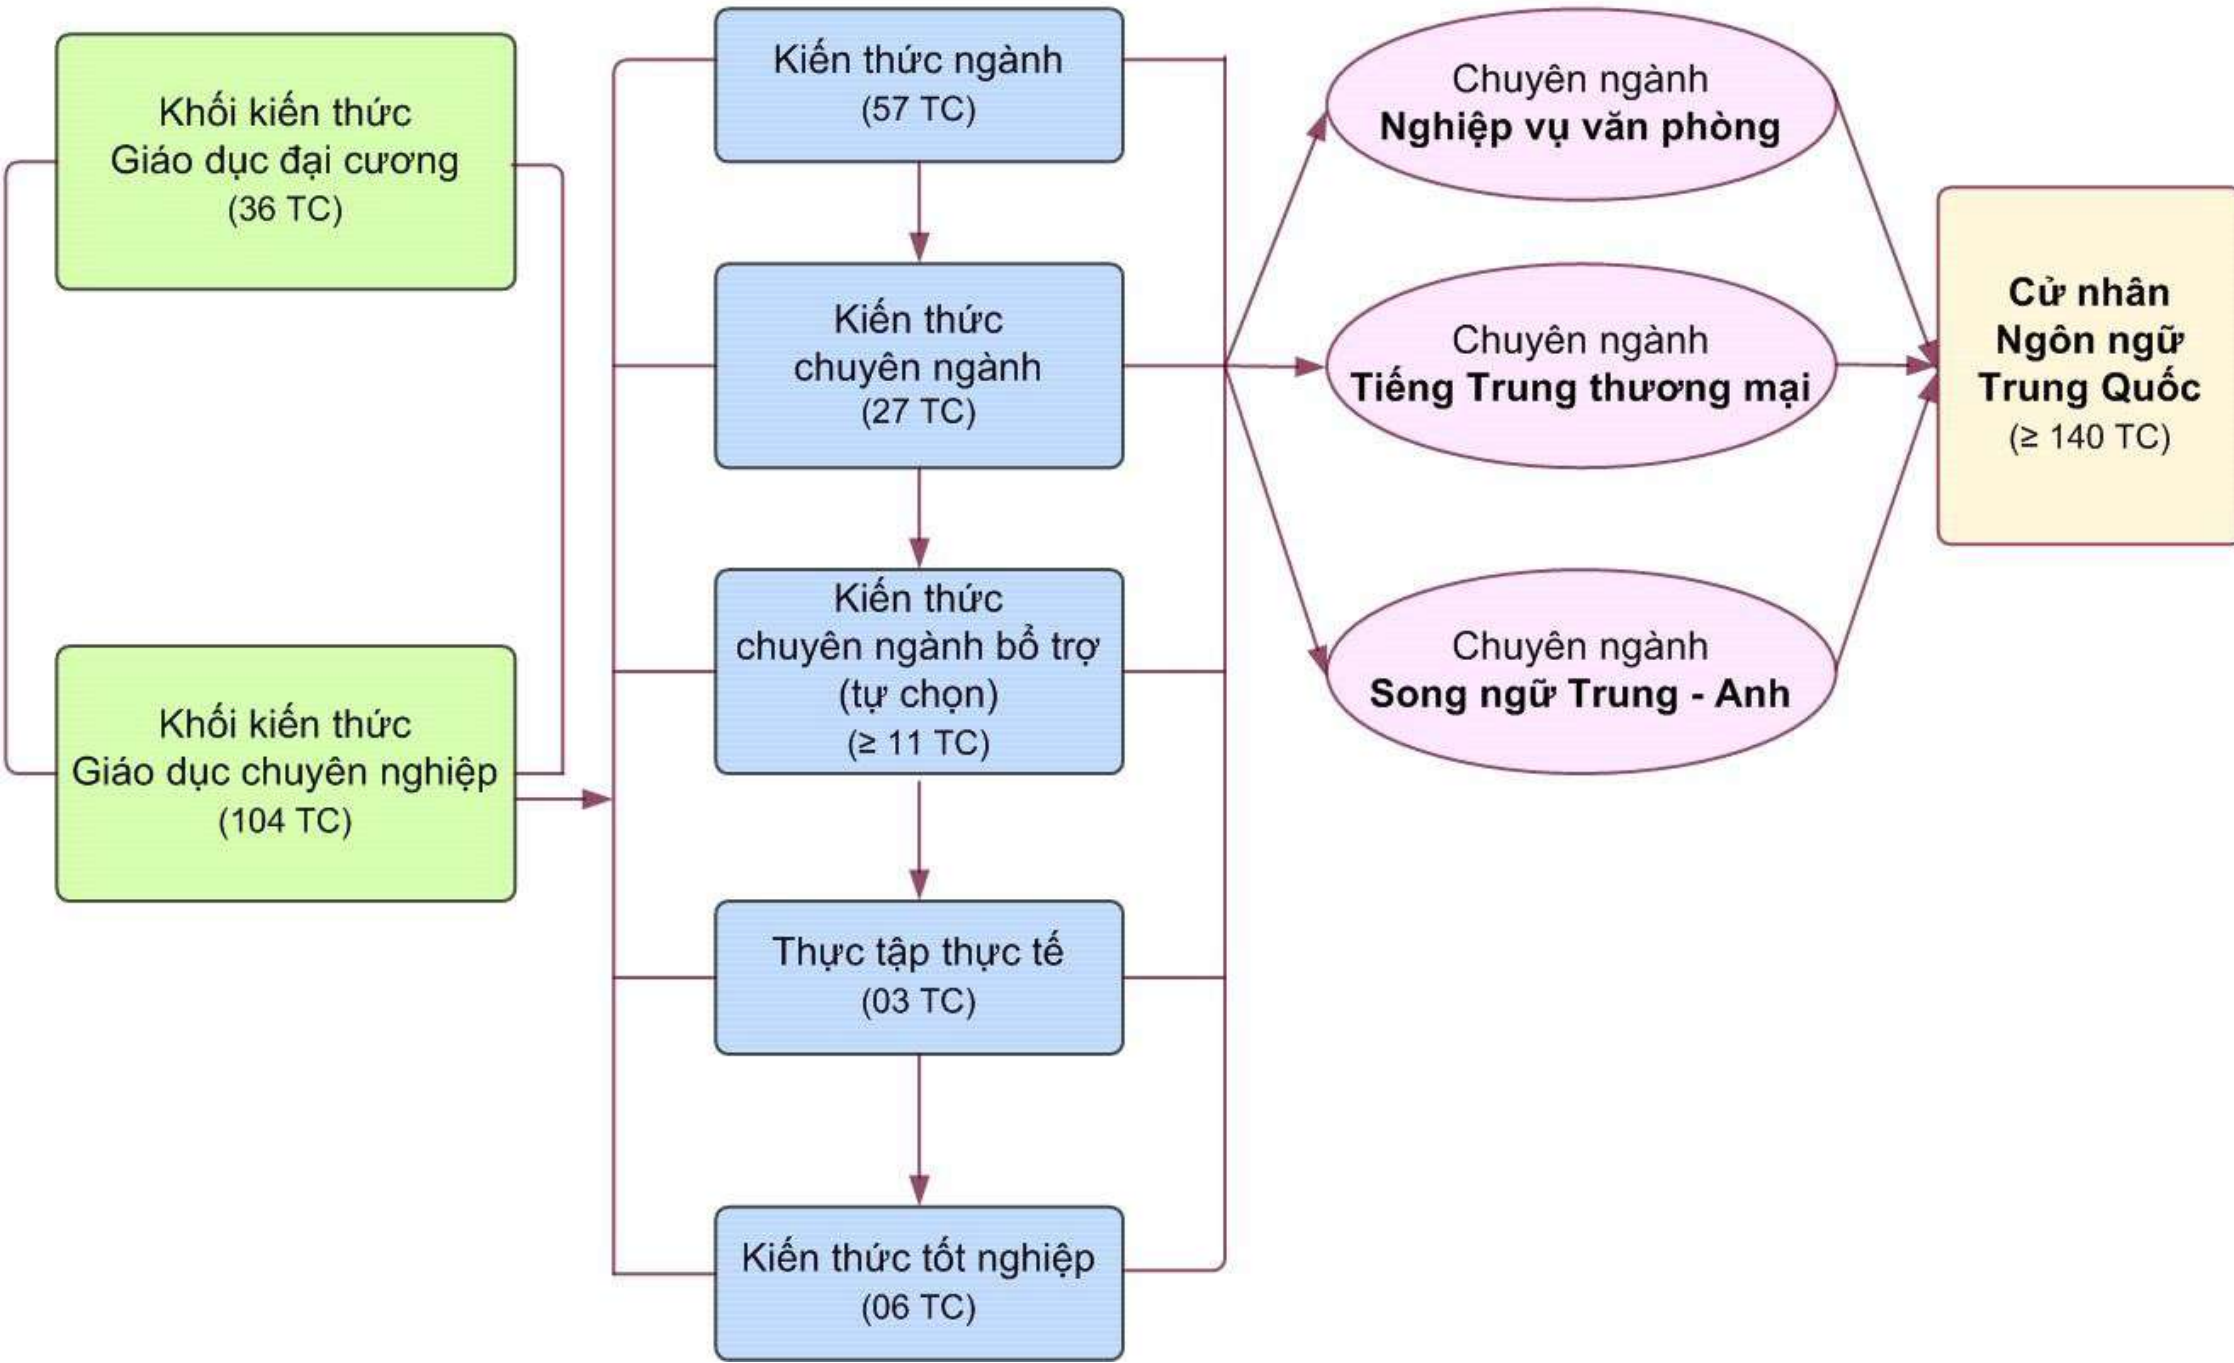 Khối kiến thức
Giáo dục đại cương
(36 TC)
Khối kiến thức
Giáo dục chuyên nghiệp
(104 TC)
Kiến thức ngành
(57 TC)
Kiến thức
chuyên ngành
(27 TC)
Kiến thức
chuyên ngành bổ trợ
(tự chọn)
(≥ 11 TC)
Thực tập thực tế
(03 TC)
Kiến thức tốt nghiệp
(06 TC)
Chuyên ngành
Nghiệp vụ văn phòng
Chuyên ngành
Tiếng Trung thương mại
Chuyên ngành
Song ngữ Trung - Anh
Cử nhân
Ngôn ngữ
Trung Quốc
(≥ 140 TC)